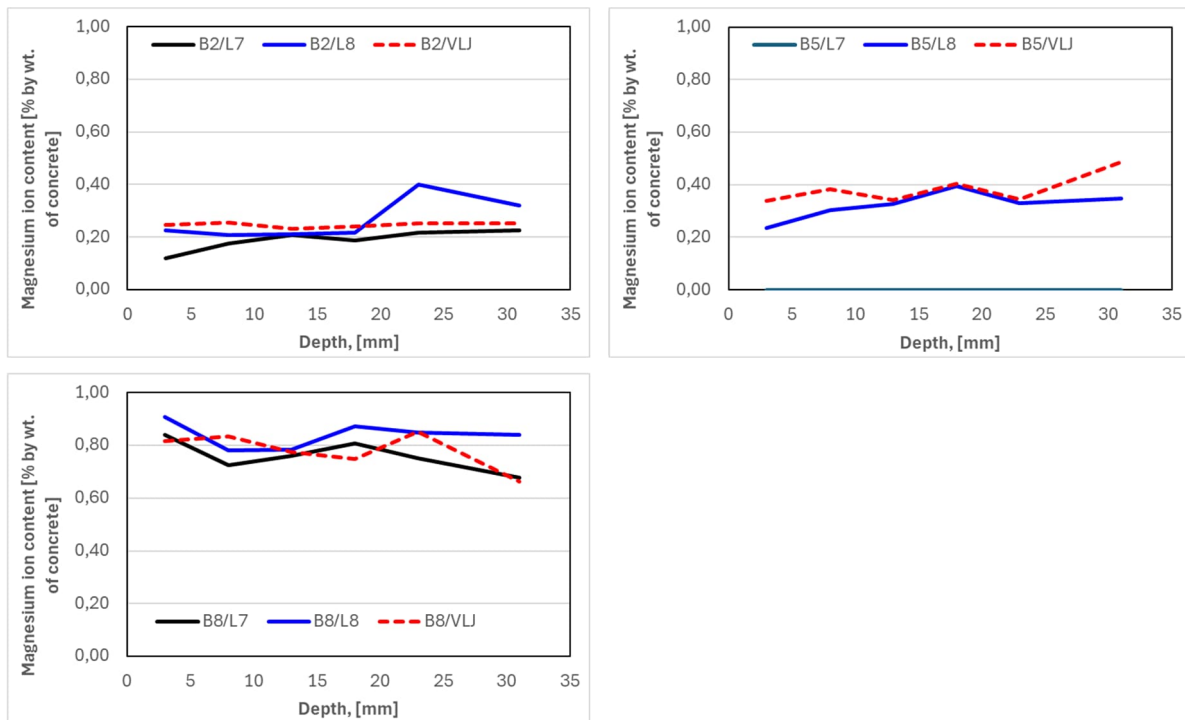 Magnesium ion content [% by wt.
of concrete]
1,00
0,80
0,60
0,40
0,20
0,00
B2/L7 B2/L8 B2/VLJ
0 5 10 15 20 25 30 35
Depth, [mm]
Magnesium ion content [% by wt.
of concrete]
1,00
0,80
0,60
0,40
0,20
0,00
B5/L7 B5/L8 B5/VLJ
0 5 10 15 20 25 30 35
Depth, [mm]
Magnesium ion content [% by wt.
of concrete]
1,00
0,80
0,60
0,40
0,20
0,00
B8/L7 B8/L8 B8/VLJ
0 5 10 15 20 25 30 35
Depth, [mm]